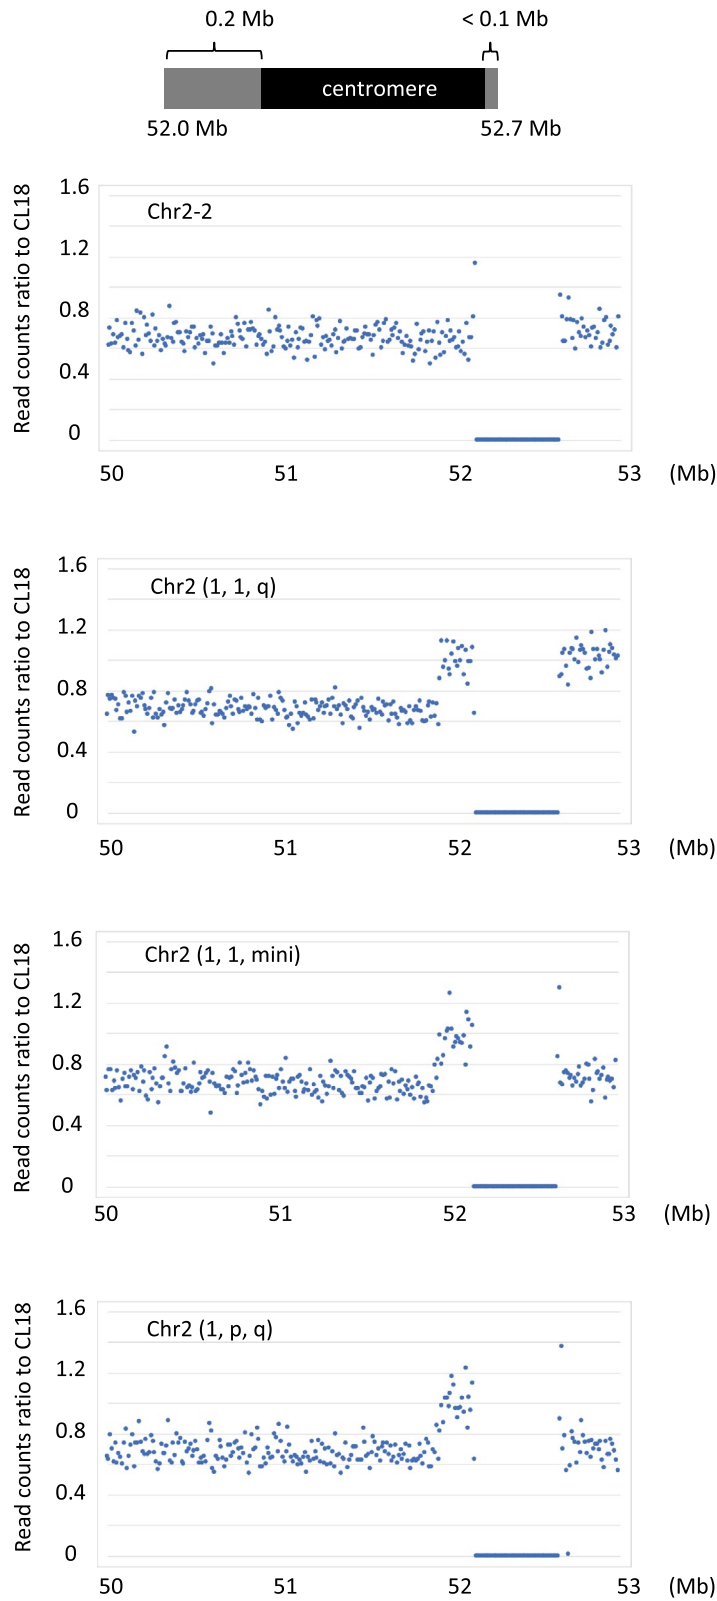 0.2 Mb < 0.1 Mb
centromere
52.0 Mb 52.7 Mb
Read counts ratio to CL18
1.6
Chr2-2
1.2
0.8
0.4
0
50 51 52 53 (Mb)
Read counts ratio to CL18
1.6
Chr2 (1, 1, q)
1.2
0.8
0.4
0
50 51 52 53 (Mb)
Read counts ratio to CL18
1.6
Chr2 (1, 1, mini)
1.2
0.8
0.4
0
50 51 52 53 (Mb)
Read counts ratio to CL18
1.6
Chr2 (1, p, q)
1.2
0.8
0.4
0
50 51 52 53 (Mb)